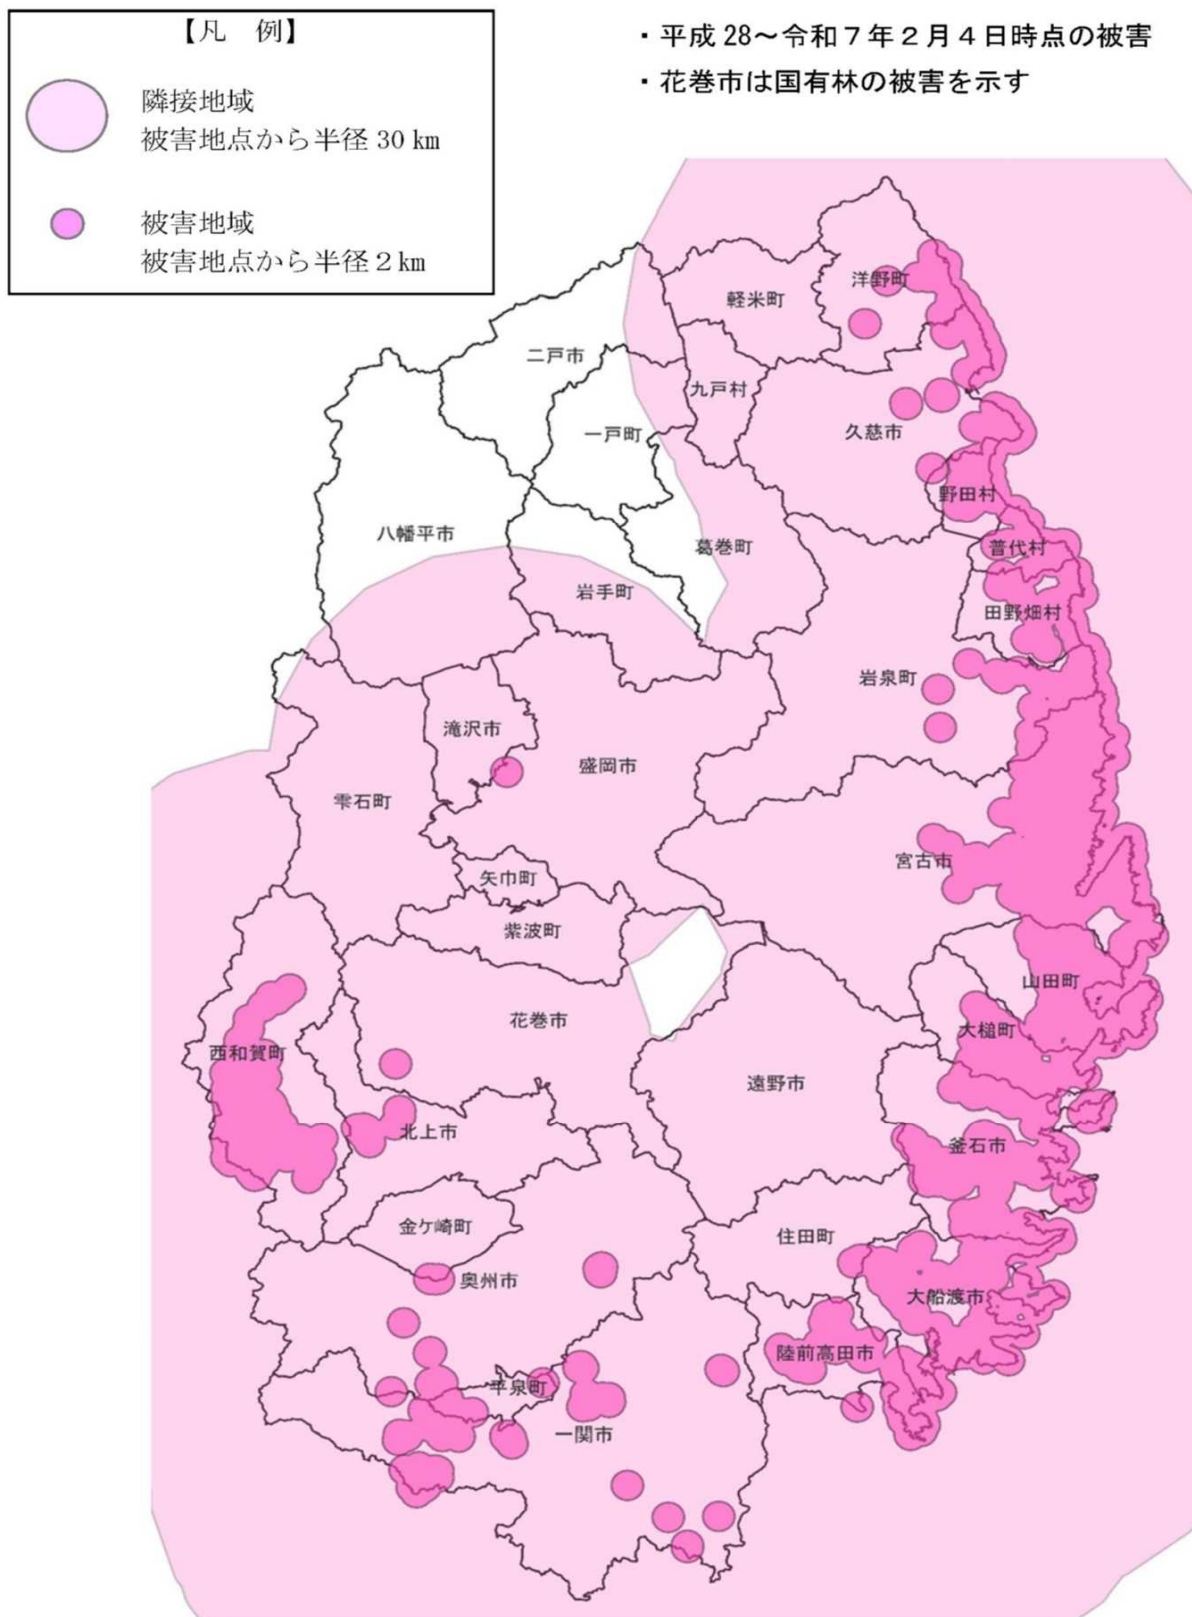 【凡　例】
隣接地域
被害地点から半径 30 ㎞
被害地域
被害地点から半径２㎞
・平成 28～令和７年２月４日時点の被害
・花巻市は国有林の被害を示す
洋野町
軽米町
二戸市
九戸村
一戸町
久慈市
野田村
八幡平市
葛巻町
普代村
岩手町
田野畑村
岩泉町
滝沢市
盛岡市
雫石町
宮古市
矢巾町
紫波町
山田町
花巻市
大槌町
西和賀町
遠野市
北上市
釜石市
金ケ崎町
住田町
奥州市
大船渡市
陸前高田市
平泉町
一関市